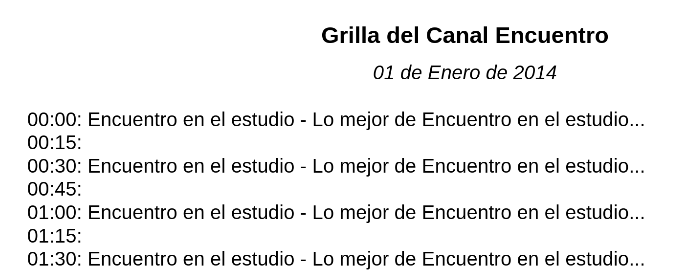 Grilla del Canal Encuentro
01 de Enero de 2014
00:00: Encuentro en el estudio - Lo mejor de Encuentro en el estudio...
00:15:
00:30: Encuentro en el estudio - Lo mejor de Encuentro en el estudio...
00:45:
01:00: Encuentro en el estudio - Lo mejor de Encuentro en el estudio...
01:15:
01:30: Encuentro en el estudio - Lo mejor de Encuentro en el estudio...